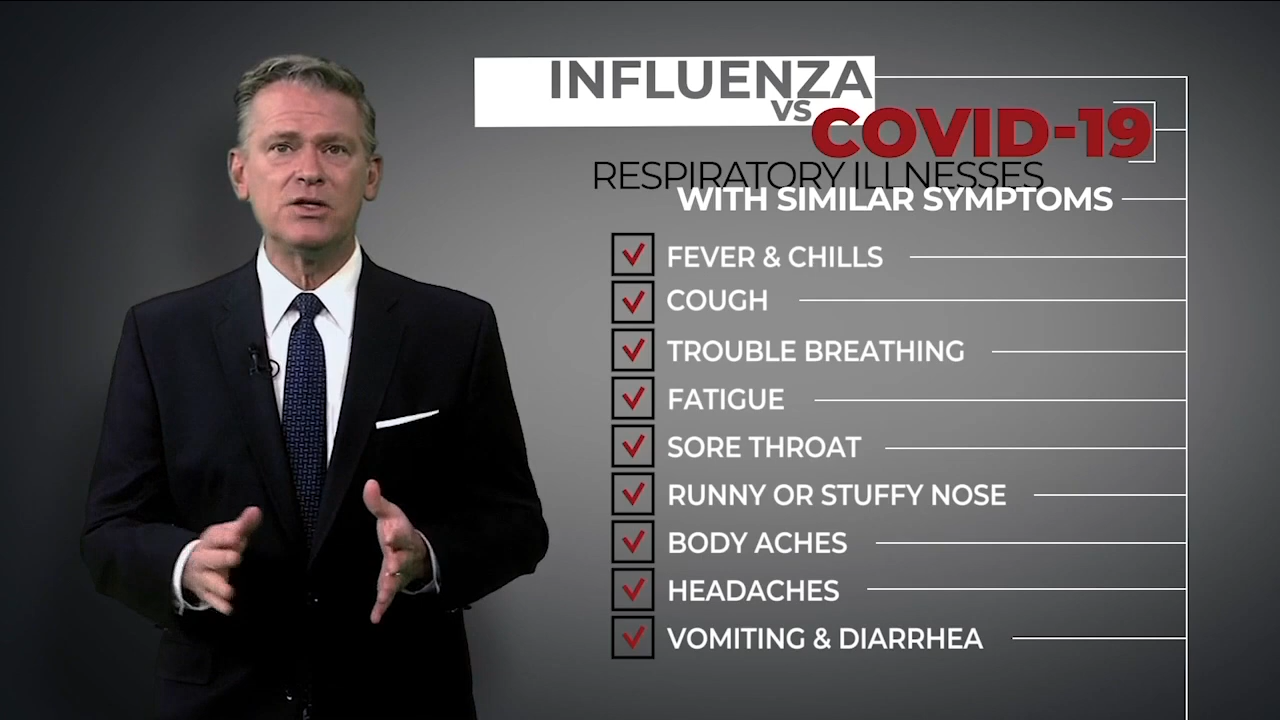 INFLUENZA
VS
COVID-19
RESPIRATORY ILLNESSES
WITH SIMILAR SYMPTOMS
FEVER & CHILLS
COUGH
TROUBLE BREATHING
FATIGUE
SORE THROAT
RUNNY OR STUFFY NOSE
BODY ACHES
HEADACHES
VOMITING & DIARRHEA